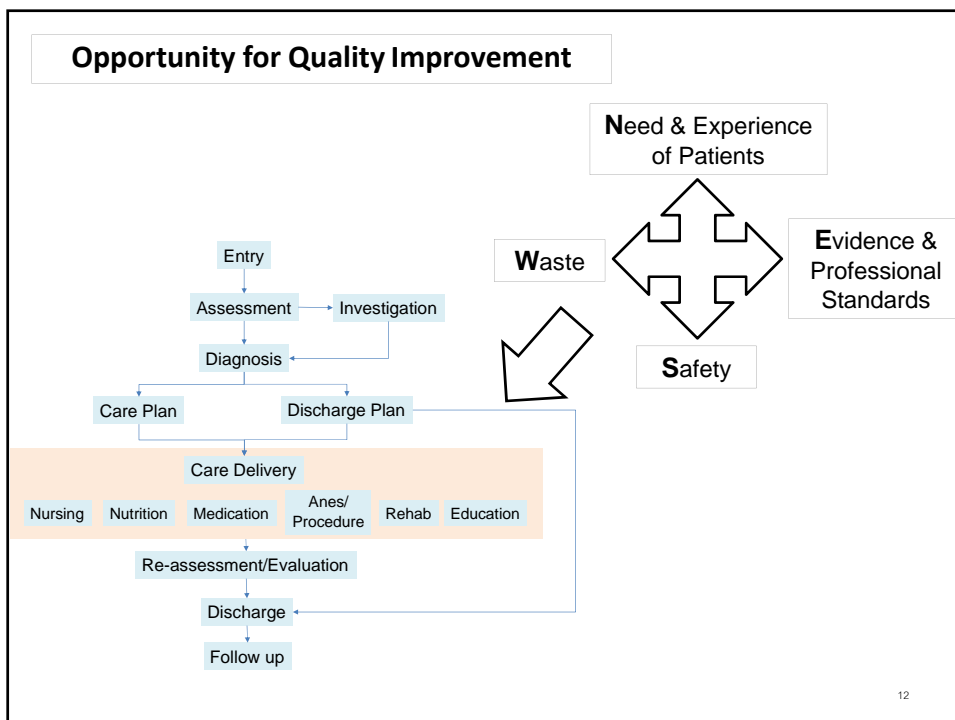 Opportunity for Quality Improvement
Need & Experience
of Patients
Waste
Evidence &
Professional
Standards
Safety
Entry
Assessment
Investigation
Diagnosis
Care Plan
Discharge Plan
Care Delivery
Nursing
Nutrition
Medication
Anes/
Procedure
Rehab
Education
Re-assessment/Evaluation
Discharge
Follow up
12